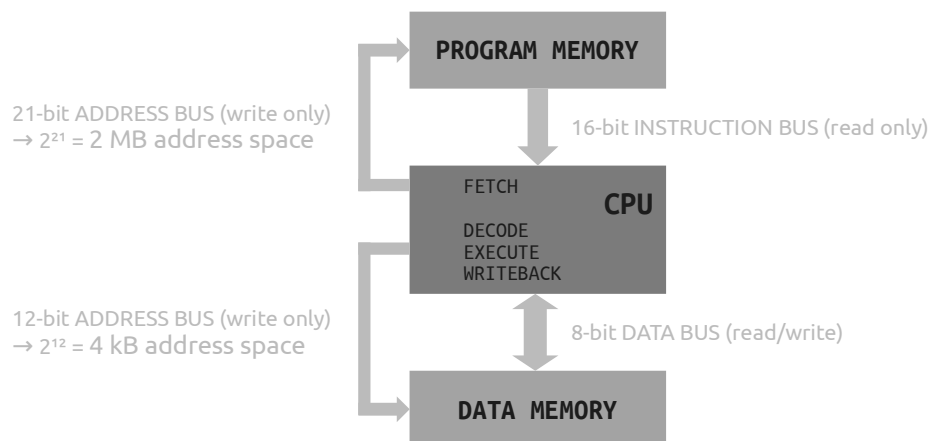 PROGRAM MEMORY
21-bit ADDRESS BUS (write only)
→ 2²¹ = 2 MB address space
16-bit INSTRUCTION BUS (read only)
FETCH
CPU
DECODE
EXECUTE
WRITEBACK
12-bit ADDRESS BUS (write only)
→ 2¹² = 4 kB address space
8-bit DATA BUS (read/write)
DATA MEMORY